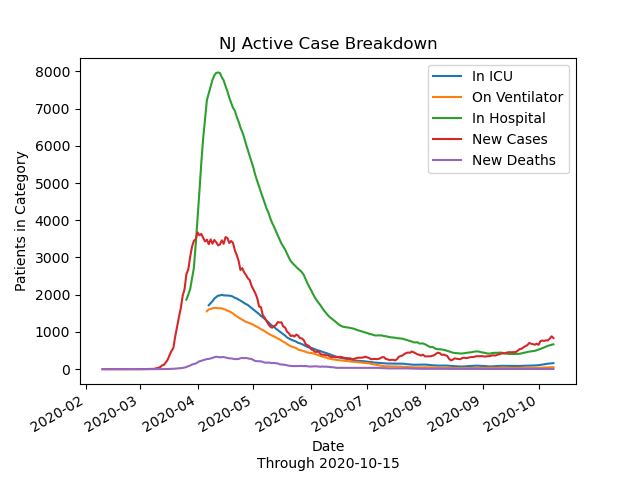 NJ Active Case Breakdown
In ICU
On Ventilator
In Hospital
New Cases
New Deaths
Patients in Category
8000
7000
6000
5000
4000
3000
2000
1000
0
2020-02
2020-03
2020-04
2020-05
2020-06
2020-07
2020-08
2020-09
2020-10
Date
Through 2020-10-15